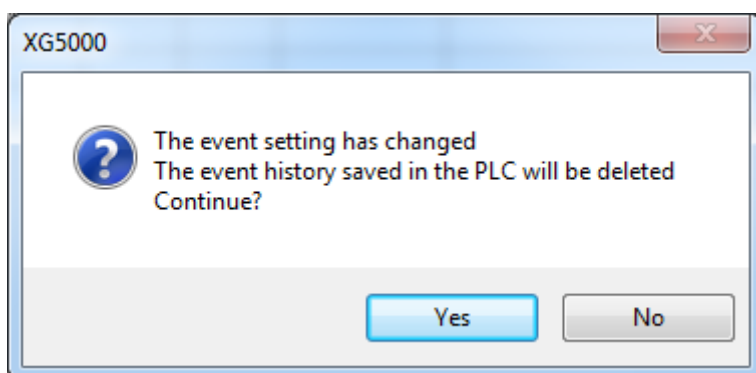 XG5000
The event setting has changed
The event history saved in the PLC will be deleted
Continue?
Yes
No